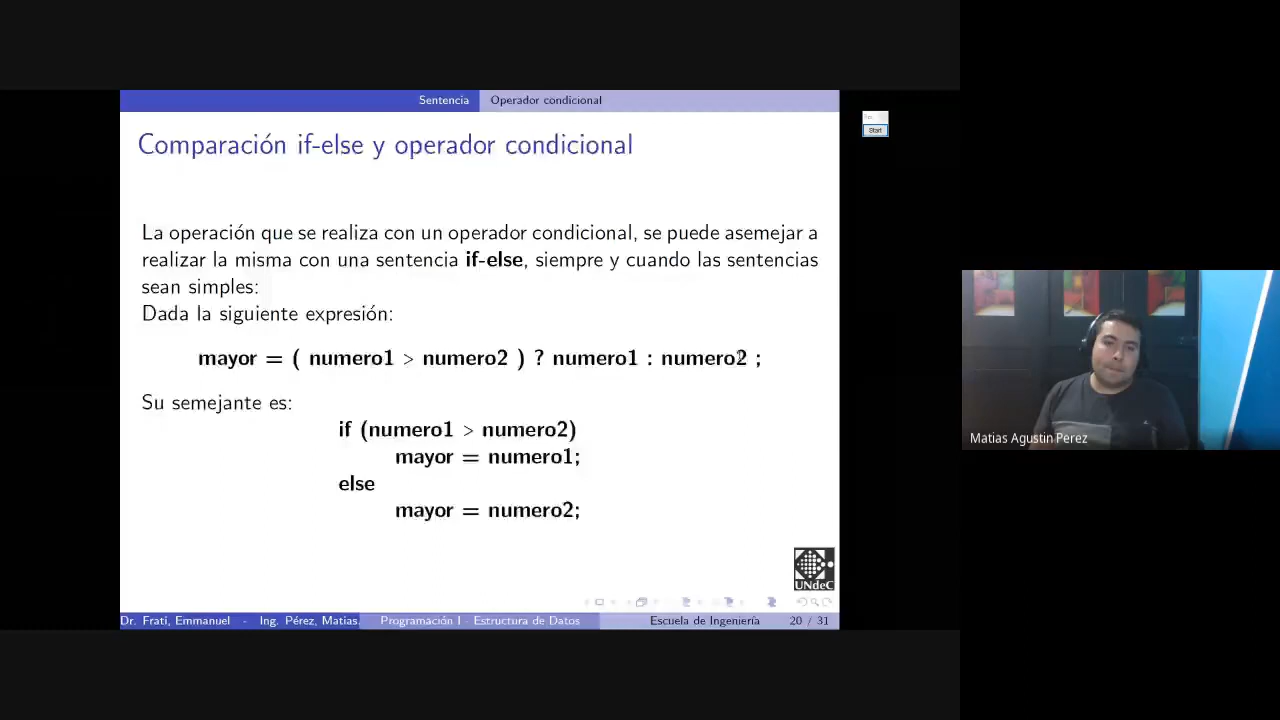 Sentencia Operador condicional
Comparación if-else y operador condicional
La operación que se realiza con un operador condicional, se puede asemejar a
realizar la misma con una sentencia if-else, siempre y cuando las sentencias
sean simples:
Dada la siguiente expresión:
mayor = ( numero1 > numero2 ) ? numero1 : numero2 ;
Su semejante es:
if (numero1 > numero2)
mayor = numero1;
else
mayor = numero2;
UNdeC
Dr. Frati, Emmanuel - Ing. Pérez, Matias. Programación I - Estructura de Datos Escuela de Ingeniería 20 / 31
Start
Matias Agustin Perez